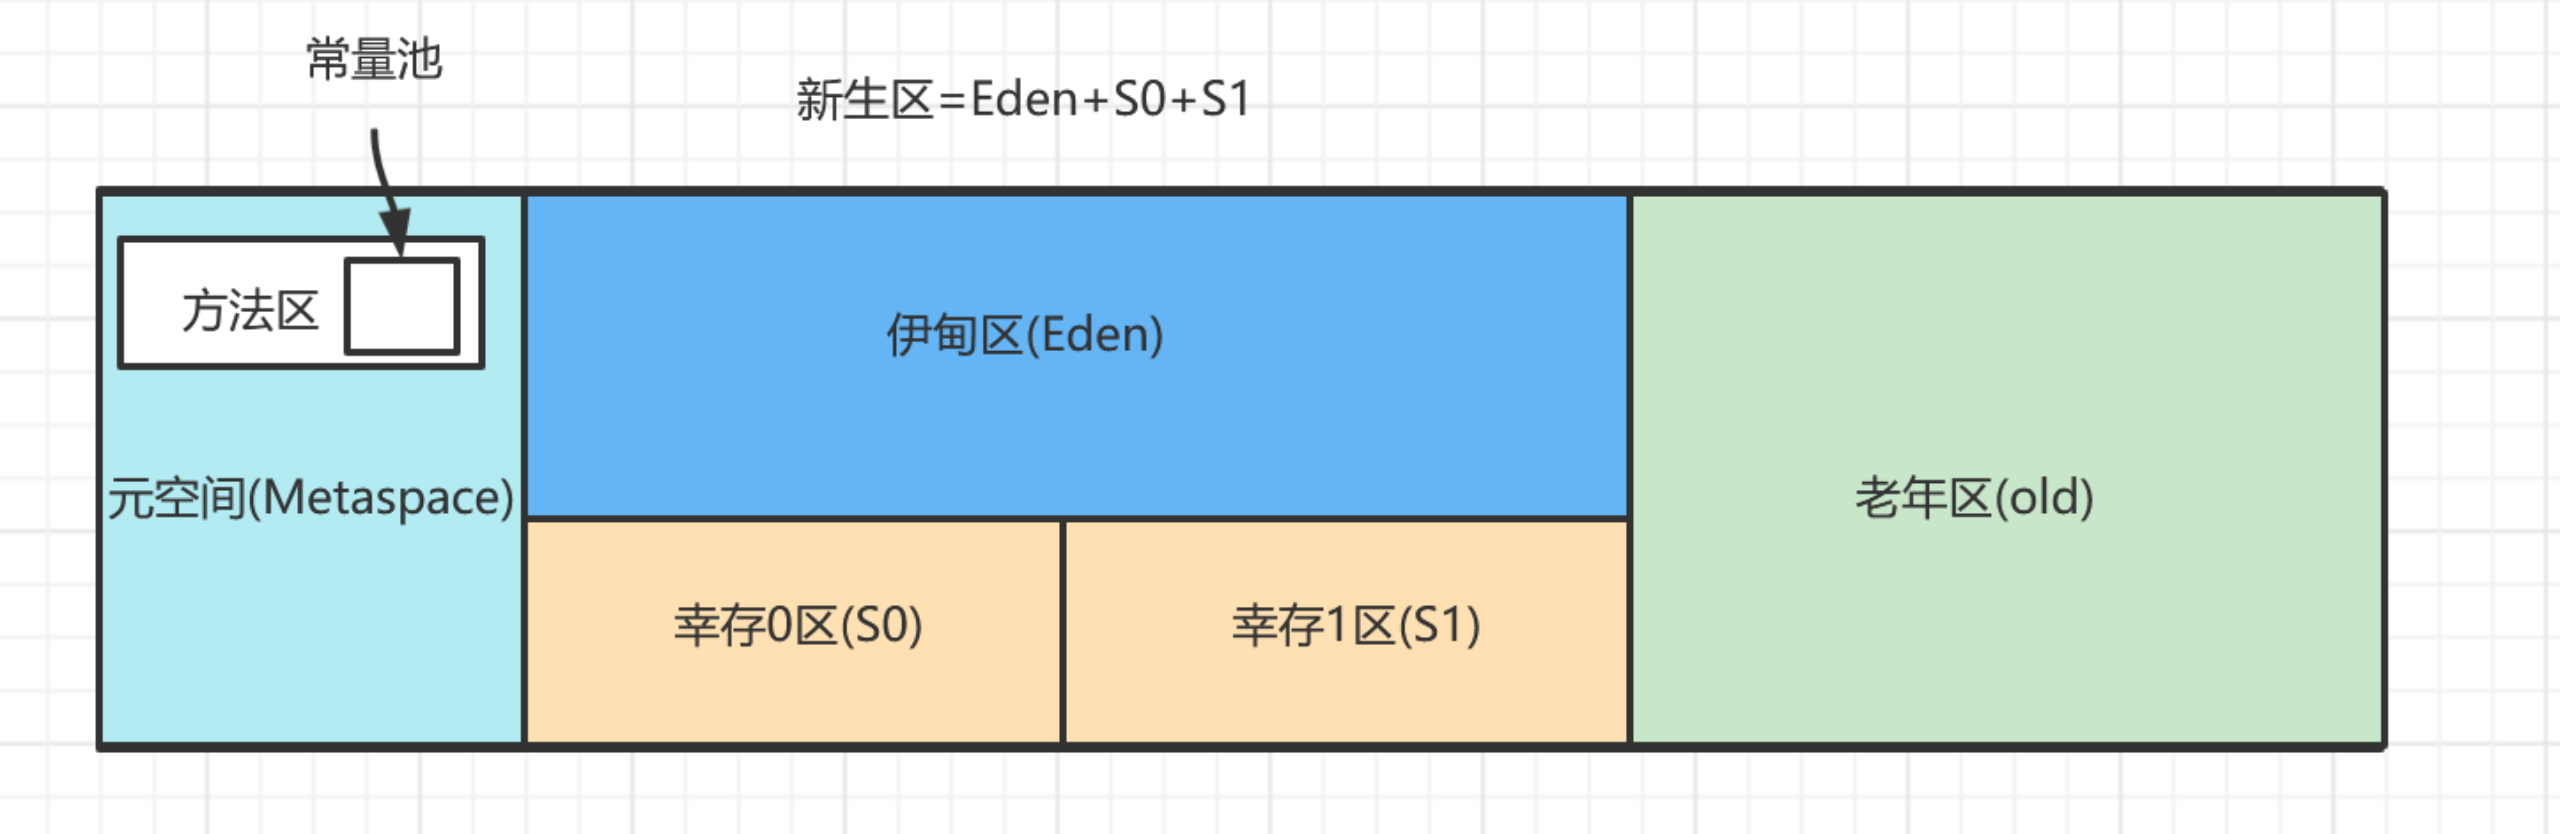 常量池
新生区=Eden+S0+S1
方法区
伊甸区(Eden)
元空间(Metaspace)
老年区(old)
幸存0区(S0)
幸存1区(S1)